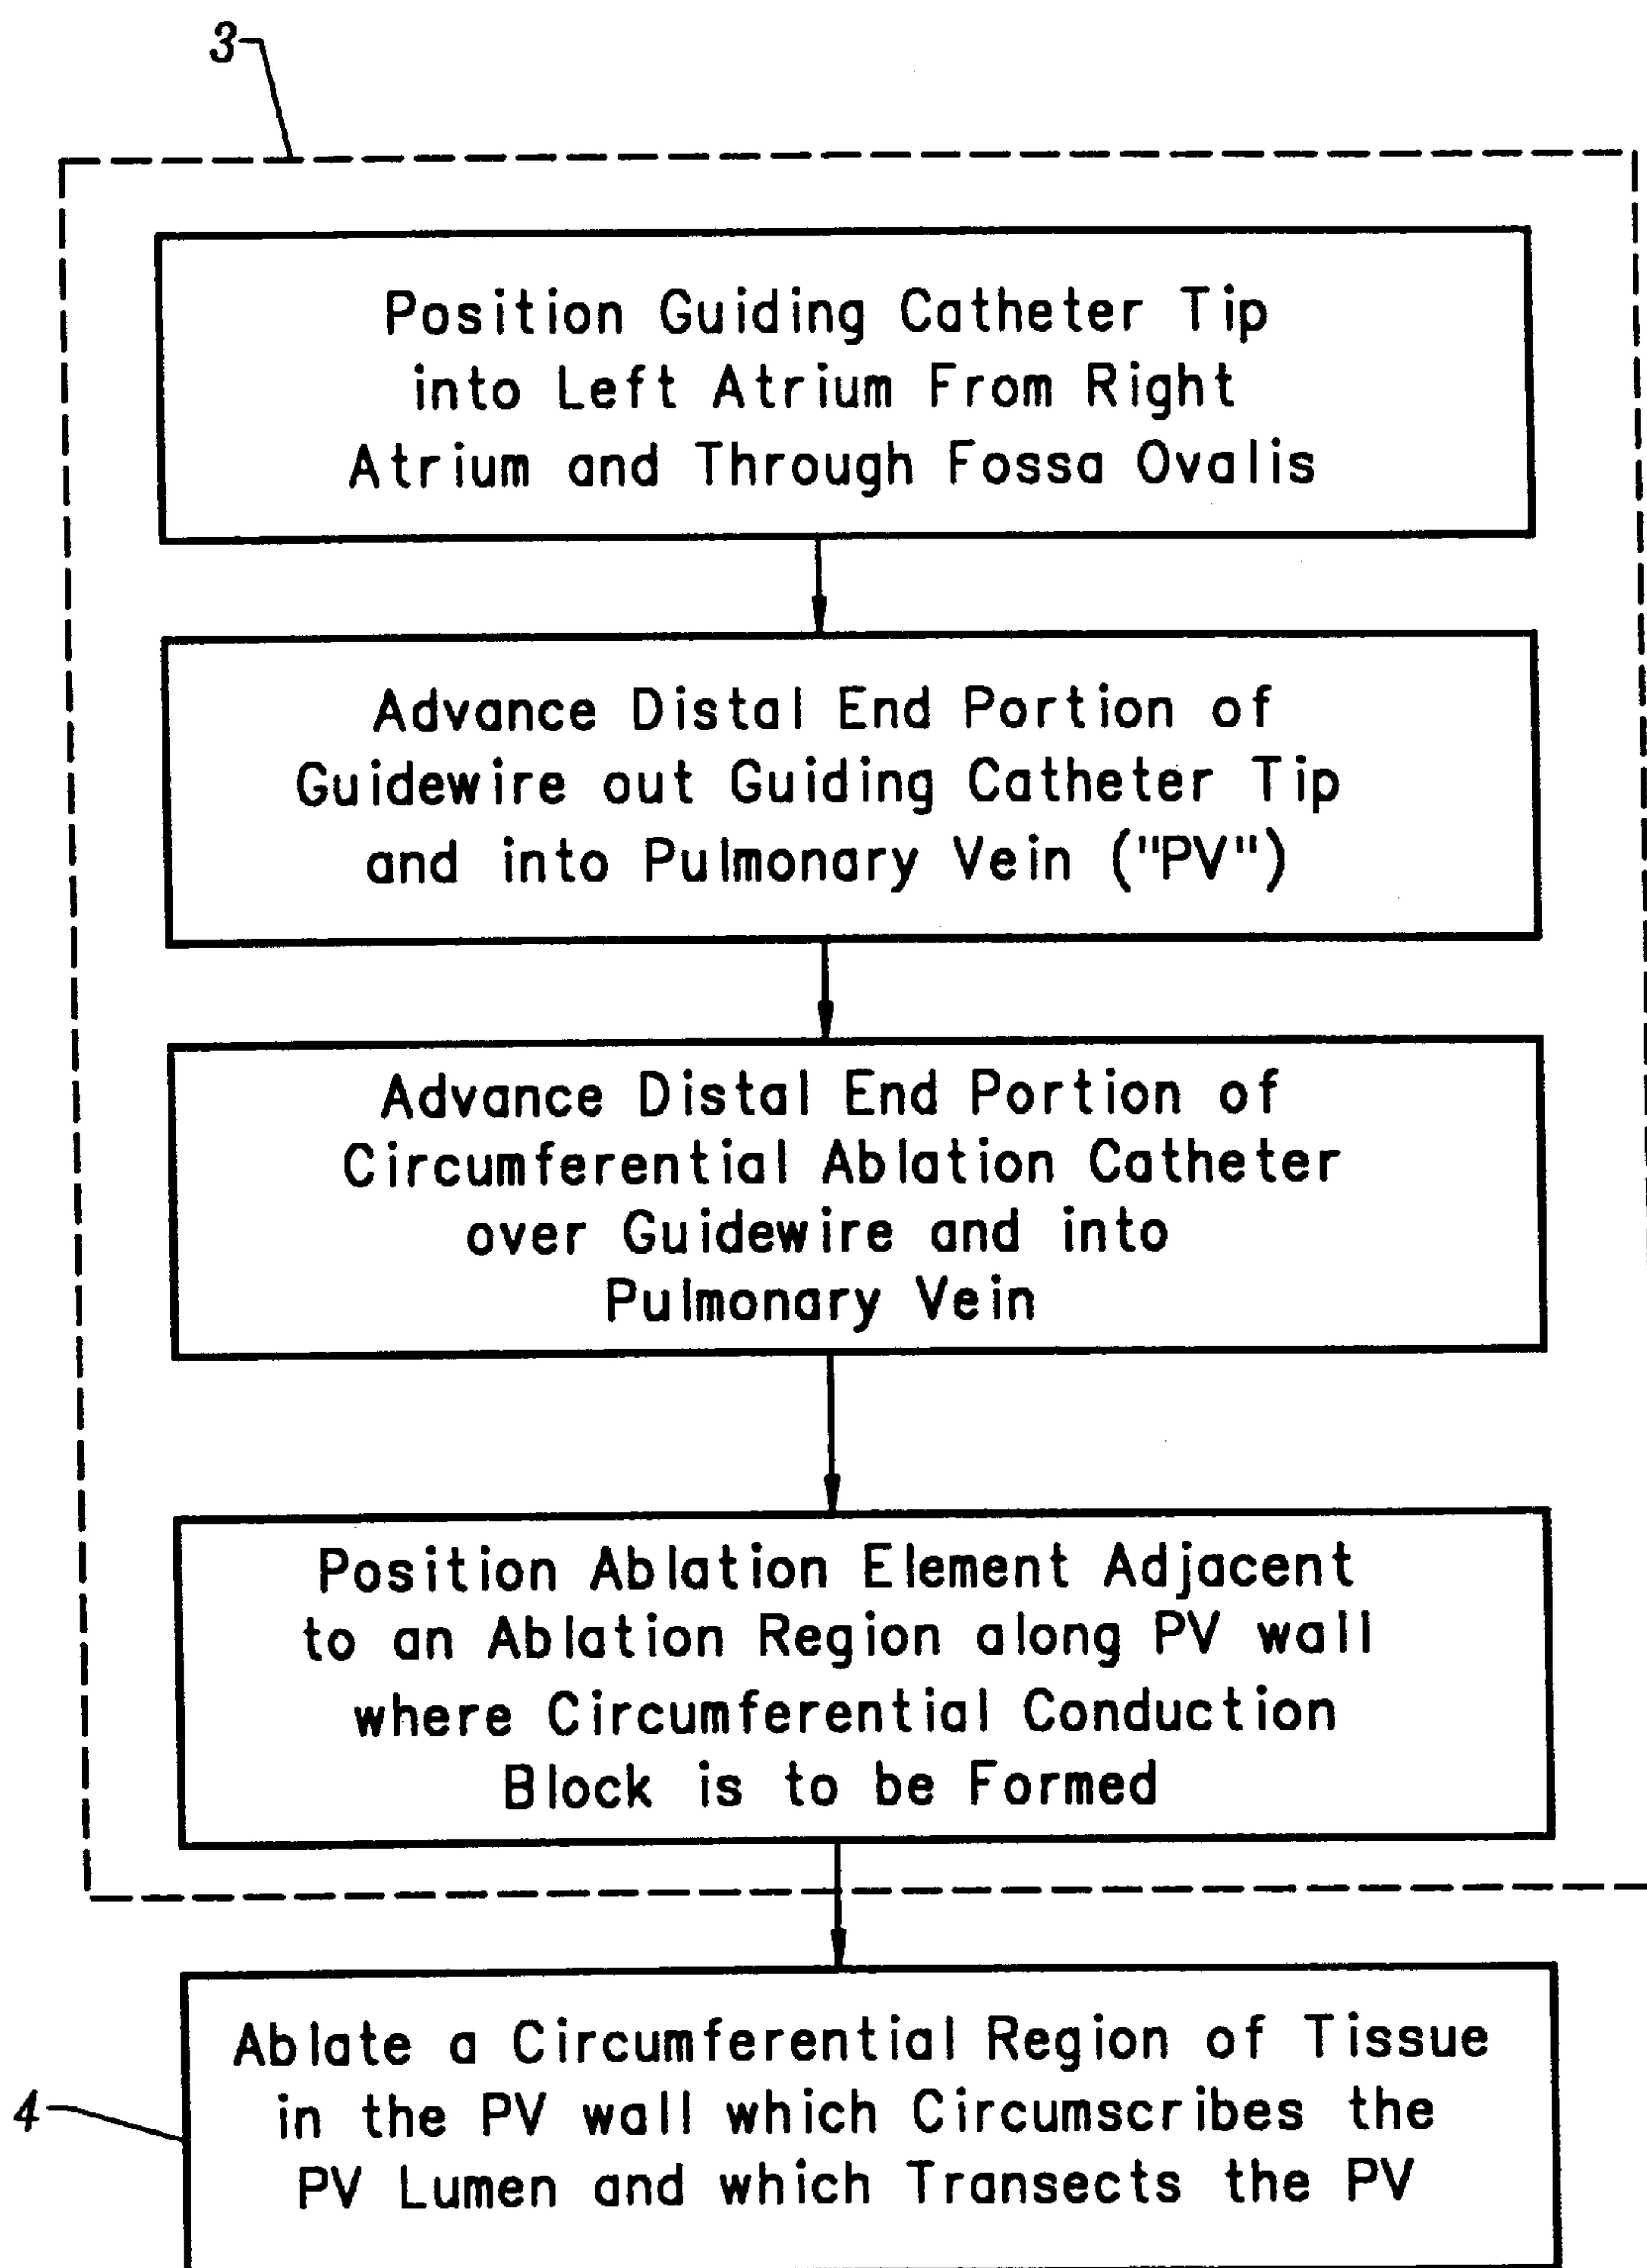 3
Position Guiding Catheter Tip
into Left Atrium From Right
Atrium and Through Fossa Ovalis
Advance Distal End Portion of
Guidewire out Guiding Catheter Tip
and into Pulmonary Vein ("PV")
Advance Distal End Portion of
Circumferential Ablation Catheter
over Guidewire and into
Pulmonary Vein
Position Ablation Element Adjacent
to an Ablation Region along PV wall
where Circumferential Conduction
Block is to be Formed
4
Ablate a Circumferential Region of Tissue
in the PV wall which Circumscribes the
PV Lumen and which Transects the PV